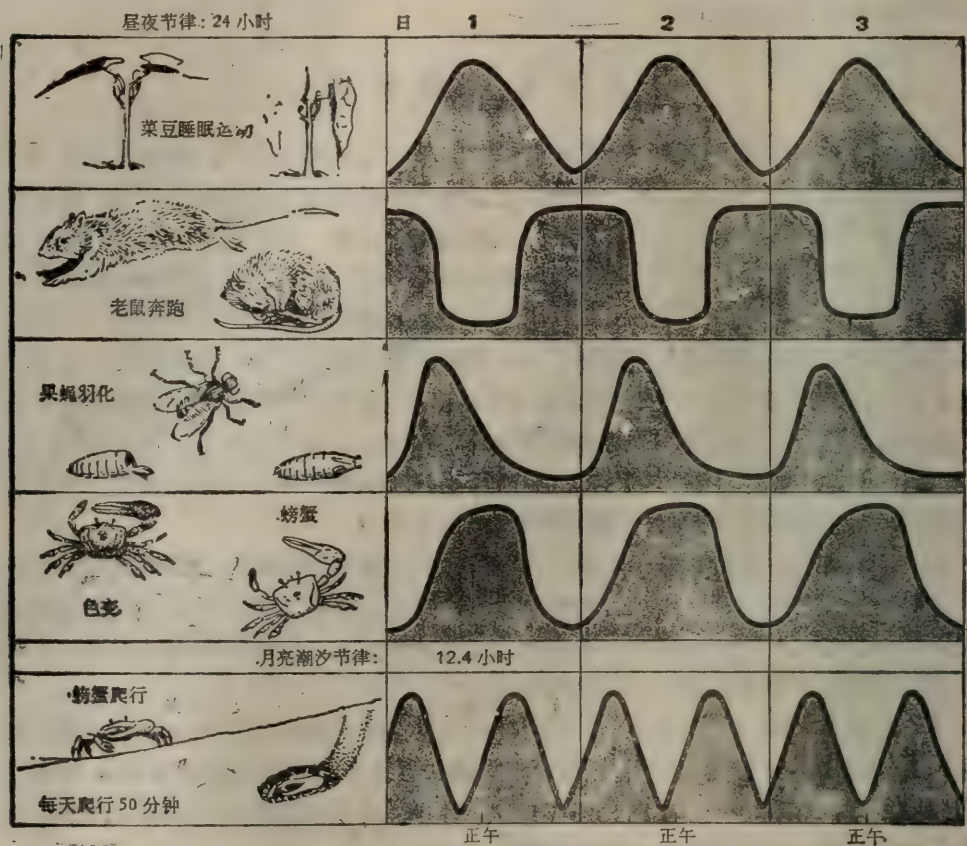 昼夜节律：24 小时
日 1 2 3
菜豆睡眠运动
老鼠奔跑
果蝇羽化
螃蟹
色变
月亮潮汐节律： 12.4 小时
螃蟹爬行
每天爬行 50 分钟
正午 正午 正午